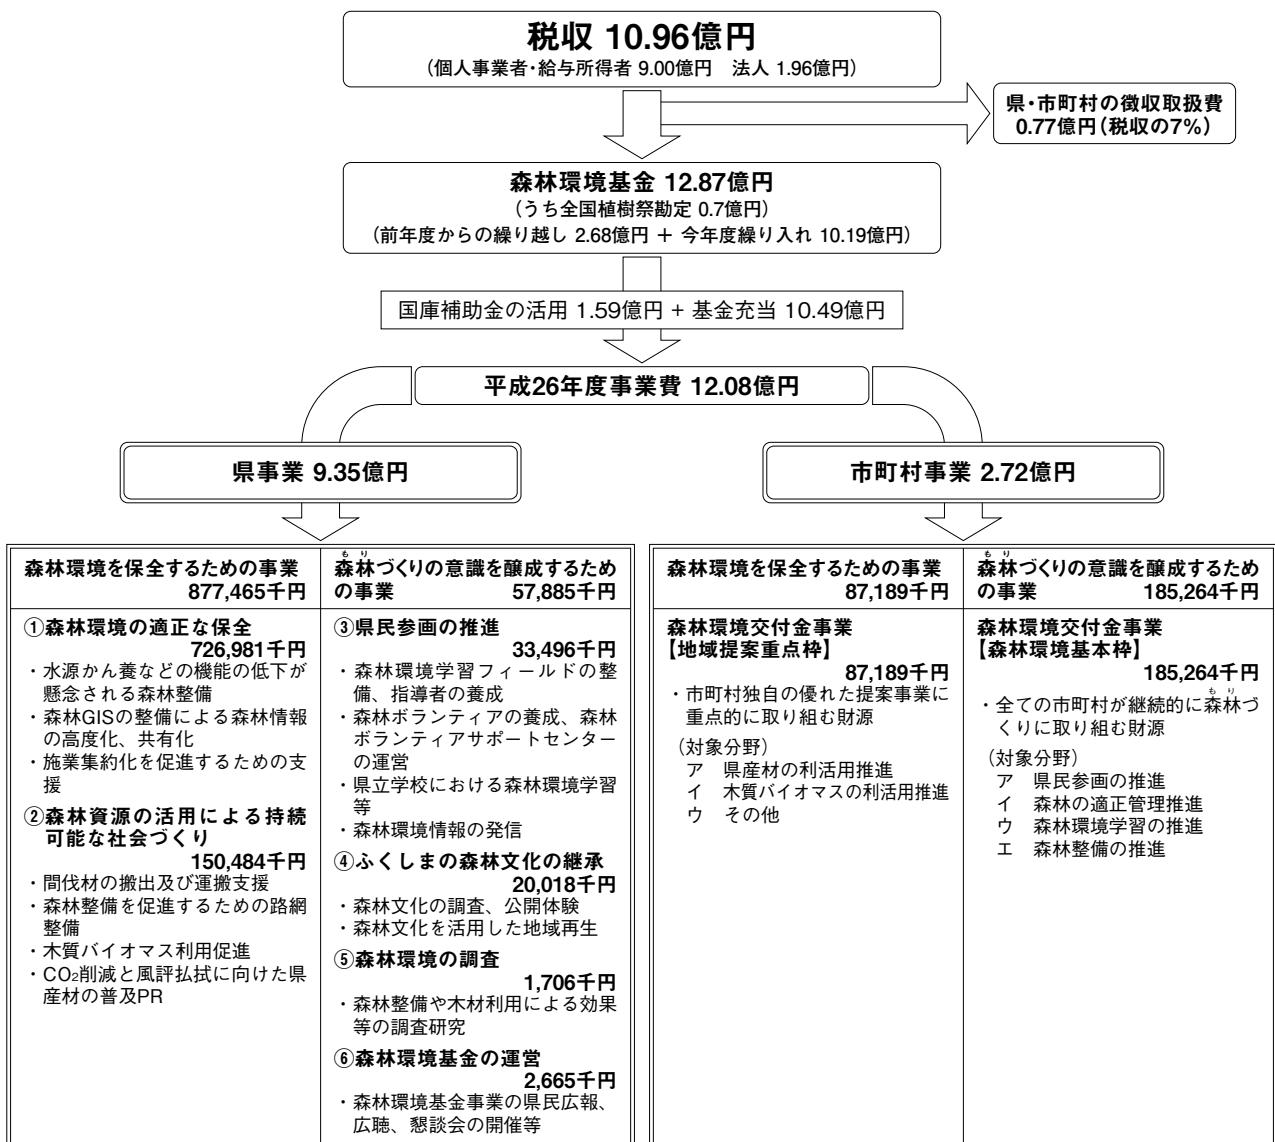 税収 10.96億円
（個人事業者・給与所得者 9.00億円　法人 1.96億円）
県・市町村の徴収取扱費
0.77億円（税収の7％）
森林環境基金 12.87億円
（うち全国植樹祭勘定 0.7億円）
（前年度からの繰り越し 2.68億円 ＋ 今年度繰り入れ 10.19億円）
国庫補助金の活用 1.59億円 + 基金充当 10.49億円
平成26年度事業費 12.08億円
県事業 9.35億円
市町村事業 2.72億円
森林環境を保全するための事業
877,465千円
①森林環境の適正な保全
726,981千円
・水源かん養などの機能の低下が
懸念される森林整備
・森林GISの整備による森林情報
の高度化、共有化
・施業集約化を促進するための支
援
②森林資源の活用による持続
可能な社会づくり
150,484千円
・間伐材の搬出及び運搬支援
・森林整備を促進するための路網
整備
・木質バイオマス利用促進
・CO₂削減と風評払拭に向けた県
産材の普及PR
もり
森林づくりの意識を醸成するため
の事業 57,885千円
③県民参画の推進
33,496千円
・森林環境学習フィールドの整
備、指導者の養成
・森林ボランティアの養成、森林
ボランティアサポートセンター
の運営
・県立学校における森林環境学習
等
・森林環境情報の発信
④ふくしまの森林文化の継承
20,018千円
・森林文化の調査、公開体験
・森林文化を活用した地域再生
⑤森林環境の調査
1,706千円
・森林整備や木材利用による効果
等の調査研究
⑥森林環境基金の運営
2,665千円
・森林環境基金事業の県民広報、
広聴、懇談会の開催等
森林環境を保全するための事業
87,189千円
森林環境交付金事業
【地域提案重点枠】
87,189千円
・市町村独自の優れた提案事業に
重点的に取り組む財源
（対象分野）
ア　県産材の利活用推進
イ　木質バイオマスの利活用推進
ウ　その他
もり
森林づくりの意識を醸成するため
の事業 185,264千円
森林環境交付金事業
【森林環境基本枠】
185,264千円
もり
・全ての市町村が継続的に森林づ
くりに取り組む財源
（対象分野）
ア　県民参画の推進
イ　森林の適正管理推進
ウ　森林環境学習の推進
エ　森林整備の推進